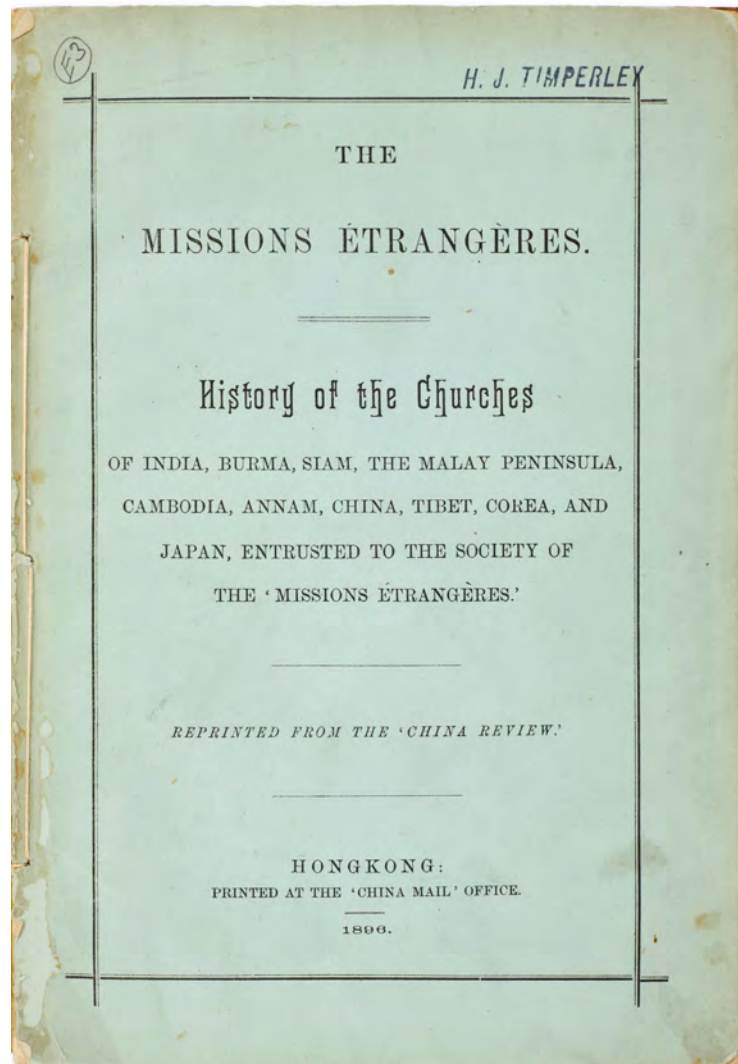 H. J. TIMPERLEY
THE
MISSIONS ÉTRANGÈRES.
History of the Churches
OF INDIA, BURMA, SIAM, THE MALAY PENINSULA,
CAMBODIA, ANNAM, CHINA, TIBET, COREA, AND
JAPAN, ENTRUSTED TO THE SOCIETY OF
THE ‘MISSIONS ÉTRANGÈRES.’
REPRINTED FROM THE ‘CHINA REVIEW.’
HONGKONG:
PRINTED AT THE ‘CHINA MAIL’ OFFICE.
1896.